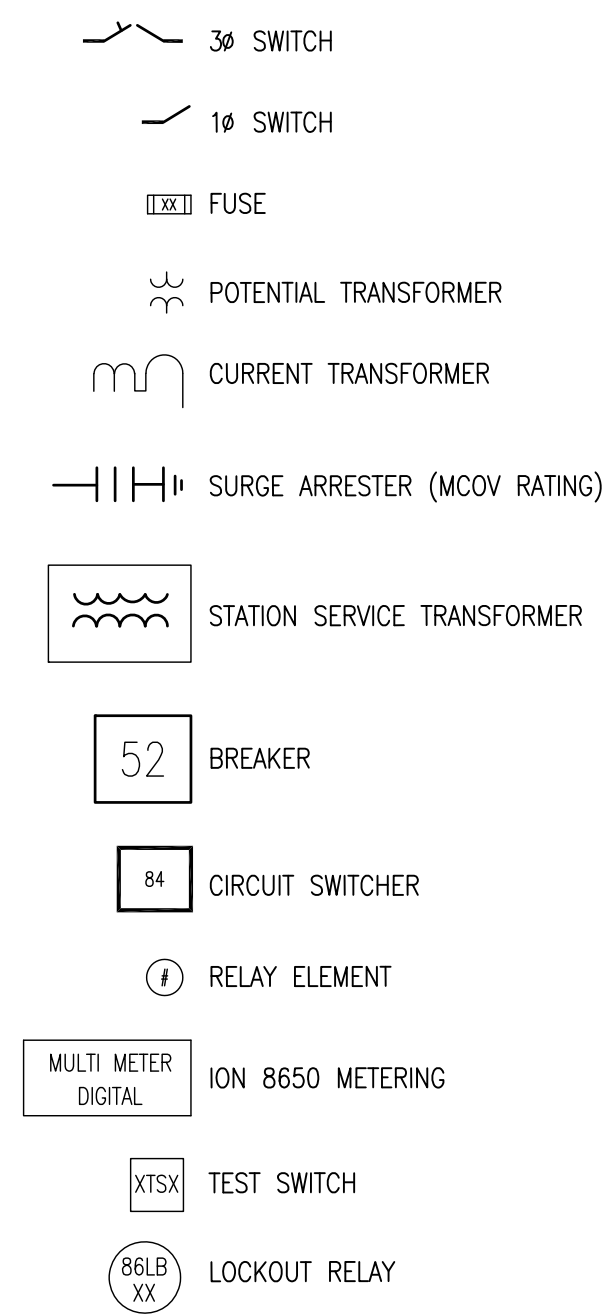 3ø SWITCH
1ø SWITCH
XX FUSE
POTENTIAL TRANSFORMER
CURRENT TRANSFORMER
SURGE ARRESTER (MCOV RATING)
STATION SERVICE TRANSFORMER
52 BREAKER
84 CIRCUIT SWITCHER
# RELAY ELEMENT
MULTI METER
DIGITAL
ION 8650 METERING
XTSX TEST SWITCH
86LB
XX
LOCKOUT RELAY